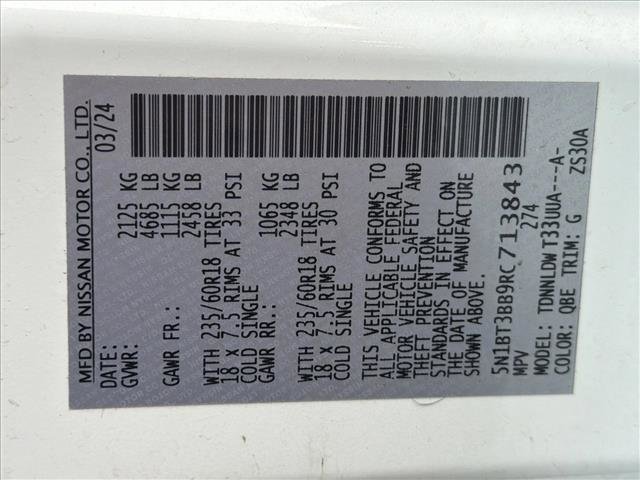 MFD BY NISSAN MOTOR CO., LTD.
DATE: 03/24
GVWR: 2125 KG
4685 LB
GAWR FR.: 1115 KG
2458 LB
WITH 235/60R18 TIRES
18 x 7.5 RIMS AT 33 PSI
COLD SINGLE
GAWR RR.: 1065 KG
2348 LB
WITH 235/60R18 TIRES
18 x 7.5 RIMS AT 30 PSI
COLD SINGLE
THIS VEHICLE CONFORMS TO
ALL APPLICABLE FEDERAL
MOTOR VEHICLE SAFETY AND
THEFT PREVENTION
STANDARDS IN EFFECT ON
THE DATE OF MANUFACTURE
SHOWN ABOVE.
5N1BT3BB9RC713843
MPV 274
MODEL: TDNNLDW T33UUA---A-
COLOR: QBE TRIM: G ZS30A